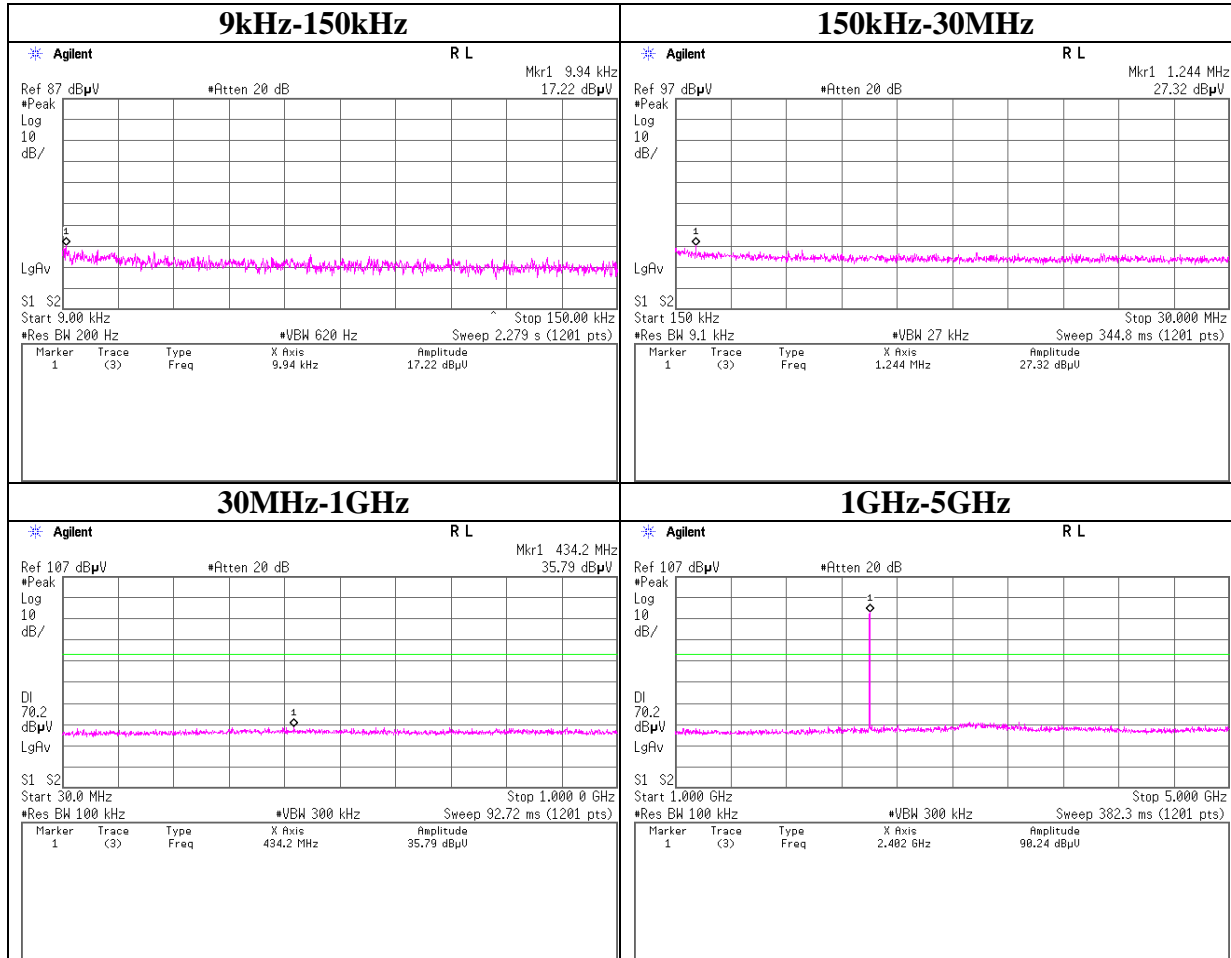 9kHz-150kHz
Agilent R L
Mkr1 9.94 kHz
Ref 87 dBµV #Atten 20 dB 17.22 dBµV
#Peak
Log
10
dB/
1
LgAv
S1 S2
Start 9.00 kHz ^ Stop 150.00 kHz
#Res BW 200 Hz #VBW 620 Hz Sweep 2.279 s (1201 pts)
Marker Trace Type X Axis Amplitude
1 (3) Freq 9.94 kHz 17.22 dBµV
150kHz-30MHz
Agilent R L
Mkr1 1.244 MHz
Ref 97 dBµV #Atten 20 dB 27.32 dBµV
#Peak
Log
10
dB/
1
LgAv
S1 S2
Start 150 kHz Stop 30.000 MHz
#Res BW 9.1 kHz #VBW 27 kHz Sweep 344.8 ms (1201 pts)
Marker Trace Type X Axis Amplitude
1 (3) Freq 1.244 MHz 27.32 dBµV
30MHz-1GHz
Agilent R L
Mkr1 434.2 MHz
Ref 107 dBµV #Atten 20 dB 35.79 dBµV
#Peak
Log
10
dB/
DI
70.2
dBµV
1
LgAv
S1 S2
Start 30.0 MHz Stop 1.000 0 GHz
#Res BW 100 kHz #VBW 300 kHz Sweep 92.72 ms (1201 pts)
Marker Trace Type X Axis Amplitude
1 (3) Freq 434.2 MHz 35.79 dBµV
1GHz-5GHz
Agilent R L
Ref 107 dBµV #Atten 20 dB
#Peak
Log
1
10
dB/
DI
70.2
dBµV
LgAv
S1 S2
Start 1.000 GHz Stop 5.000 GHz
#Res BW 100 kHz #VBW 300 kHz Sweep 382.3 ms (1201 pts)
Marker Trace Type X Axis Amplitude
1 (3) Freq 2.402 GHz 90.24 dBµV